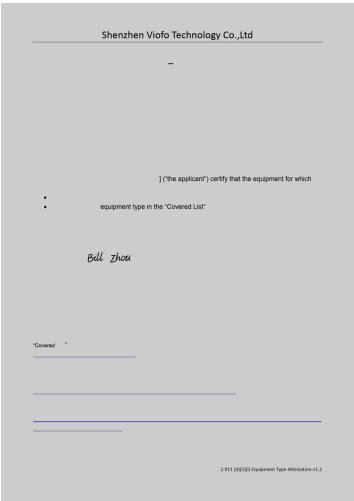 Shenzhen Viofo Technology Co.,Ltd
–
] ("the applicant") certify that the equipment for which
•
• equipment type in the "Covered List"
Bill Zhou
"Covered "
2.911 (d)(5)(i) Equipment Type Attestation v1.2